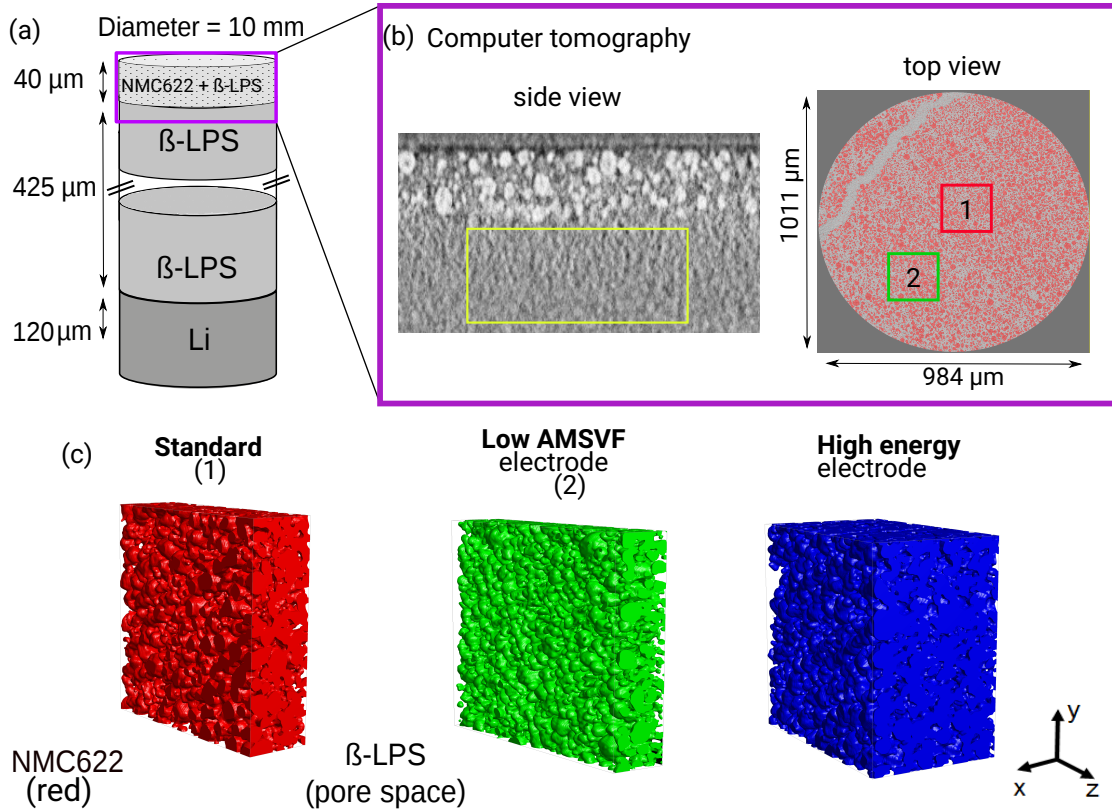 (a)
Diameter = 10 mm
40 µm
NMC622 + ß-LPS
ß-LPS
425 µm
ß-LPS
120 µm
Li
(b) Computer tomography
side view
top view
1
2
1011 µm
984 µm
(c)
Standard
(1)
Low AMSVF
electrode
(2)
High energy
electrode
NMC622
(red)
ß-LPS
(pore space)
y
x
z